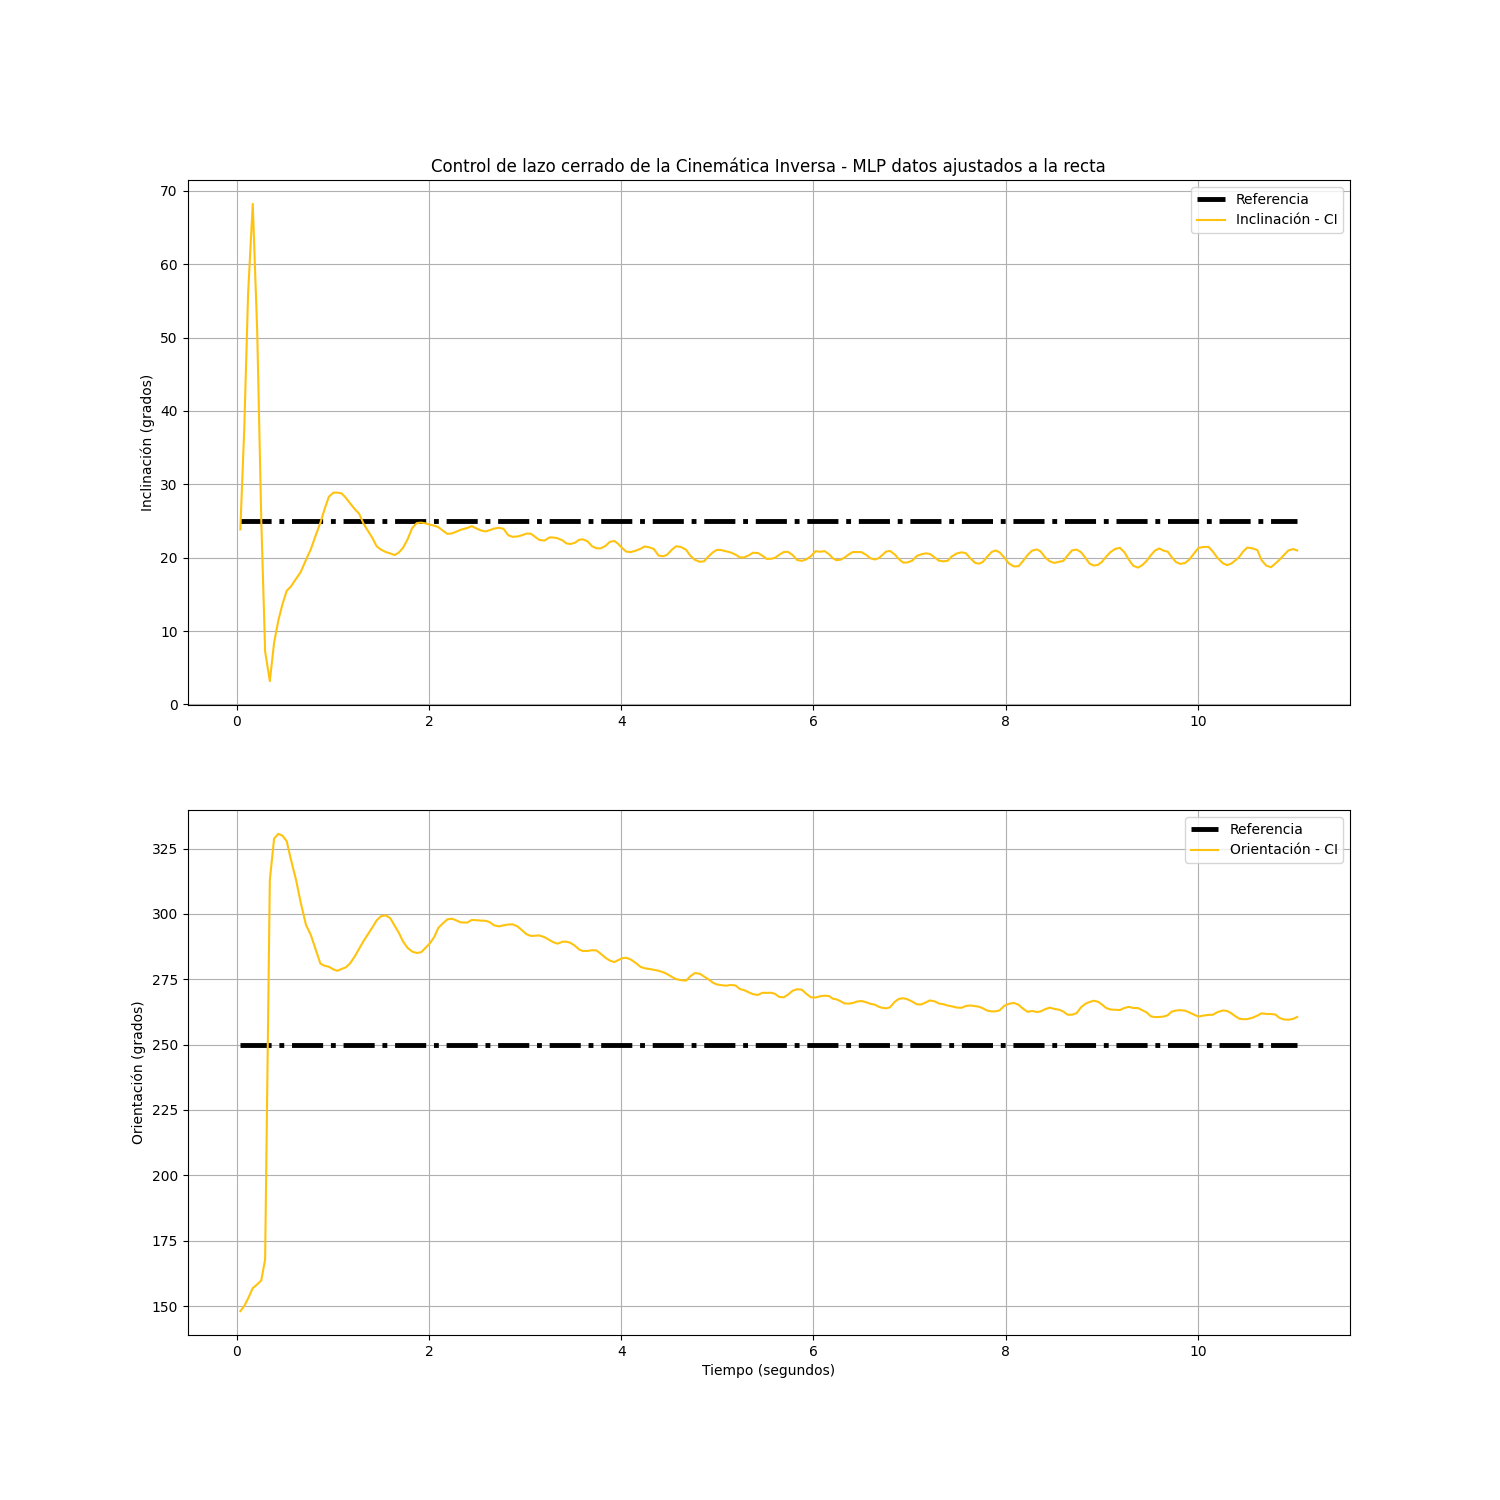 Control de lazo cerrado de la Cinemática Inversa - MLP datos ajustados a la recta
Referencia
Inclinación - CI
Inclinación (grados)
70
60
50
40
30
20
10
0
0 2 4 6 8 10
Referencia
Orientación - CI
Orientación (grados)
325
300
275
250
225
200
175
150
0 2 4 6 8 10
Tiempo (segundos)